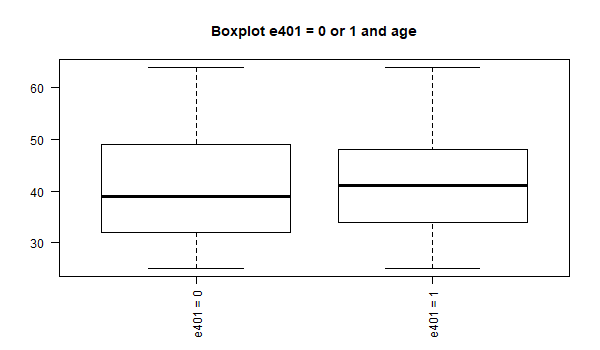 Boxplot e401 = 0 or 1 and age
60
50
40
30
e401 = 0
e401 = 1